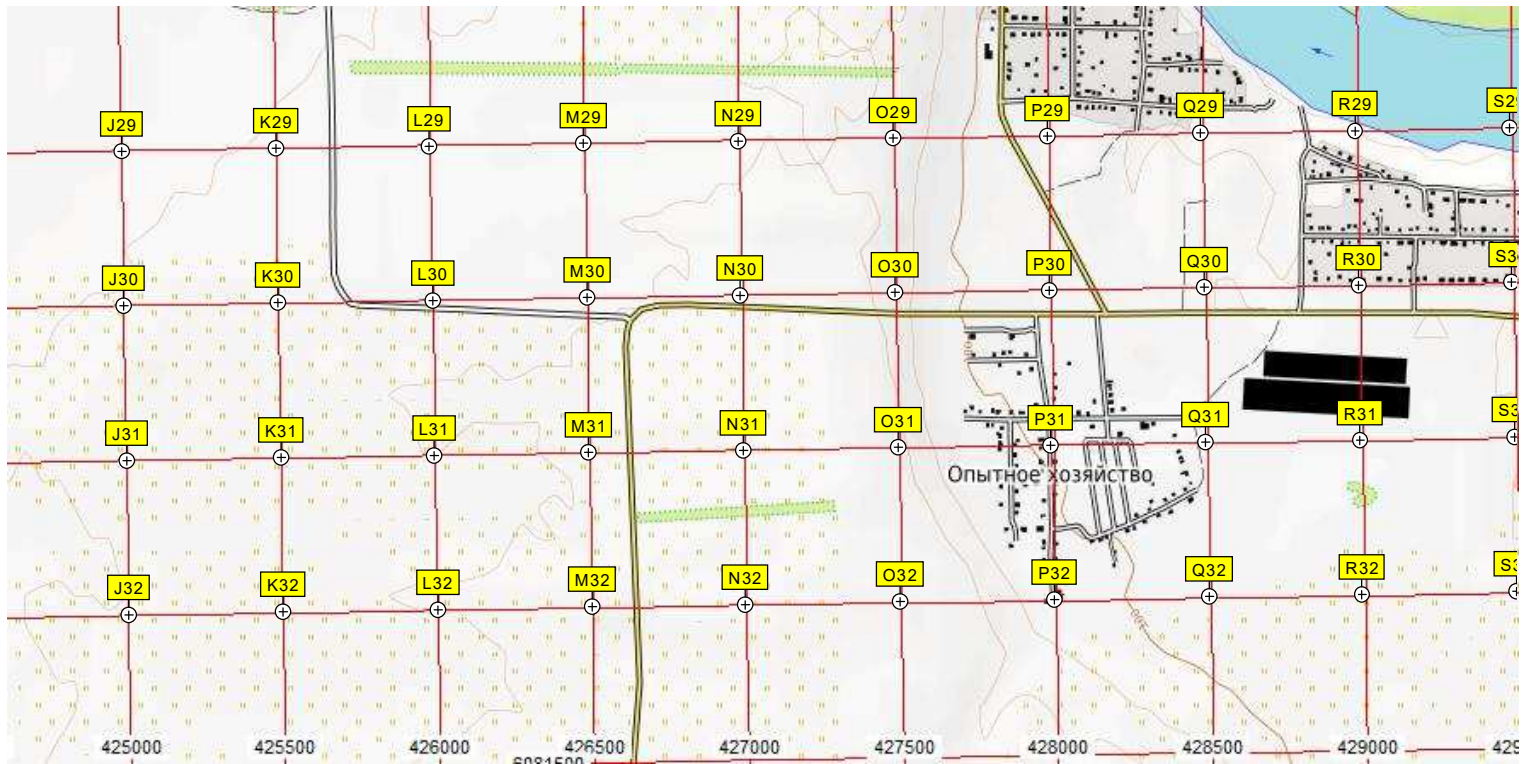 J29 K29 L29 M29 N29 O29 P29 Q29 R29
J30 K30 L30 M30 N30 O30 P30 Q30 R30
J31 K31 L31 M31 N31 O31 P31 Q31 R31
Опытное хозяйство
J32 K32 L32 M32 N32 O32 P32 Q32 R32
100
425000 425500 426000 426500 427000 427500 428000 428500 429000